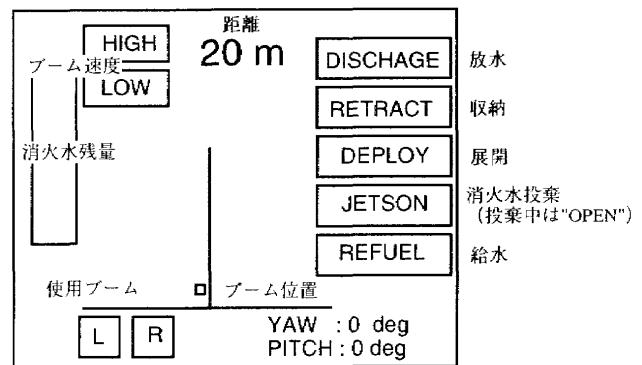 距離
20 m
HIGH
ブーム速度
LOW
消火水残量
DISCHAGE 放水
RETRACT 収納
DEPLOY 展開
JETSON 消火水投棄
(投棄中は"OPEN")
REFUEL 給水
使用ブーム
ブーム位置
L R
YAW : 0 deg
PITCH : 0 deg